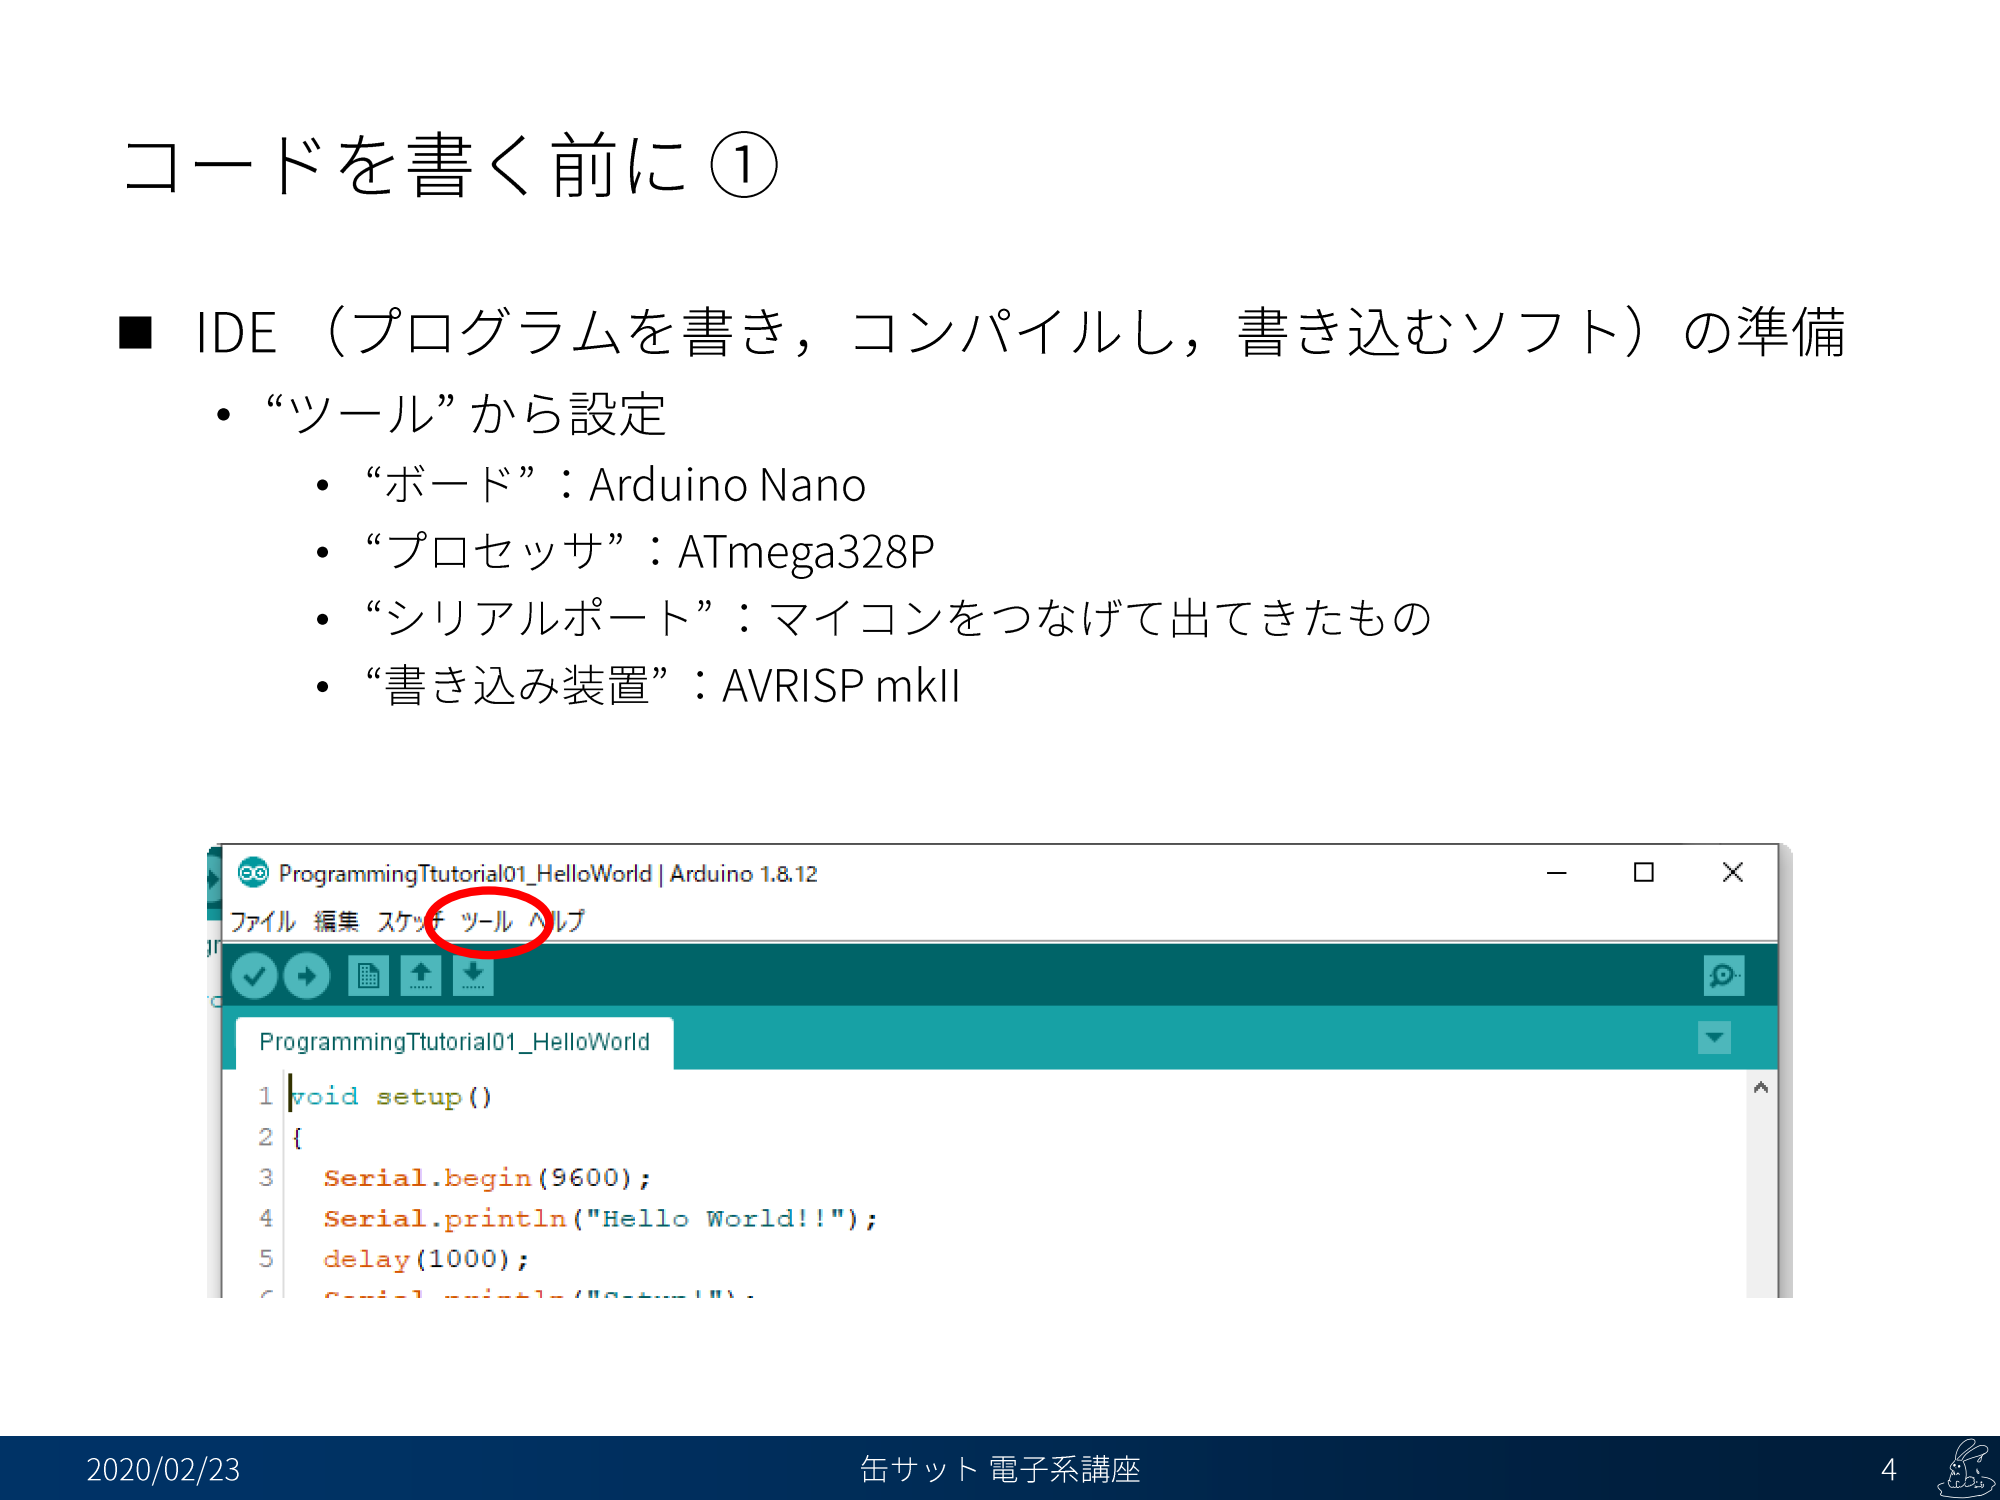 コードを書く前に ①
■ IDE （プログラムを書き，コンパイルし，書き込むソフト）の準備
• “ツール” から設定
• “ボード”：Arduino Nano
• “プロセッサ”：ATmega328P
• “シリアルポート”：マイコンをつなげて出てきたもの
• “書き込み装置”：AVRISP mkII
ProgrammingTtutorial01_HelloWorld | Arduino 1.8.12
ファイル 編集 スケッチ ツール ヘルプ
ProgrammingTtutorial01_HelloWorld
1 void setup()
2 {
3 Serial.begin(9600);
4 Serial.println("Hello World!!");
5 delay(1000);
2020/02/23
缶サット 電子系講座
4